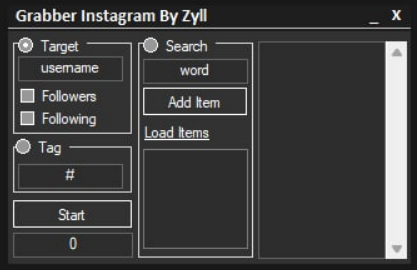 Grabber Instagram By Zyll _ X
Target
username
Followers
Following
Tag
#
Start
0
Search
word
Add Item
Load Items